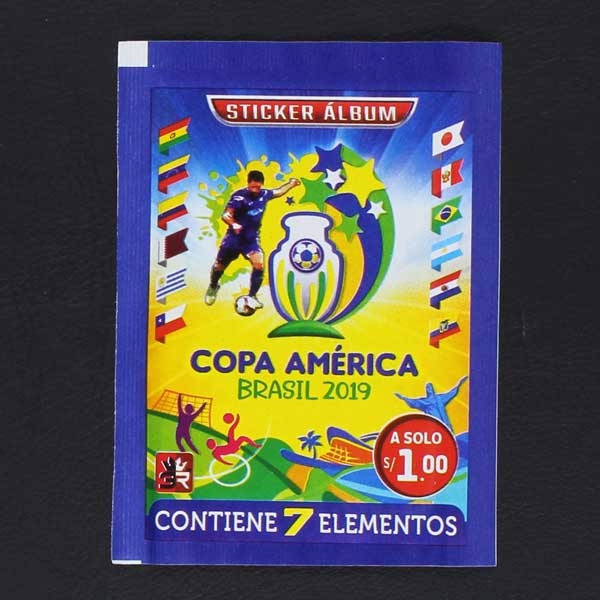 STICKER ÁLBUM
COPA AMÉRICA
BRASIL 2019
A SOLO
S/ 1.00
CONTIENE 7 ELEMENTOS